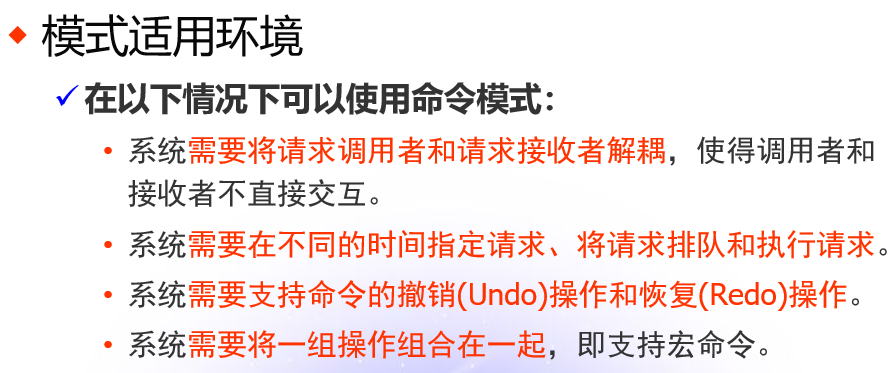 模式适用环境
在以下情况下可以使用命令模式：
系统需要将请求调用者和请求接收者解耦，使得调用者和
接收者不直接交互。
系统需要在不同的时间指定请求、将请求排队和执行请求。
系统需要支持命令的撤销(Undo)操作和恢复(Redo)操作。
系统需要将一组操作组合在一起，即支持宏命令。